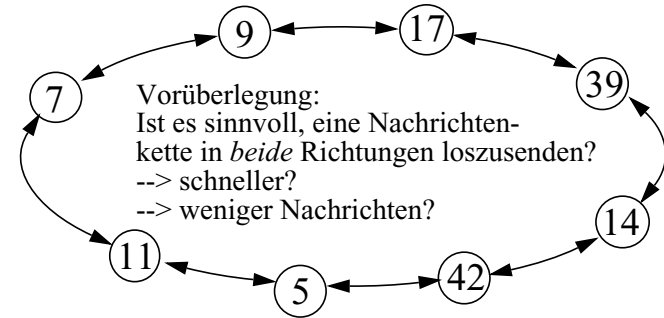 9
17
7
39
Vorüberlegung:
Ist es sinnvoll, eine Nachrichten-
kette in beide Richtungen loszusenden?
--> schneller?
--> weniger Nachrichten?
14
11
5
42